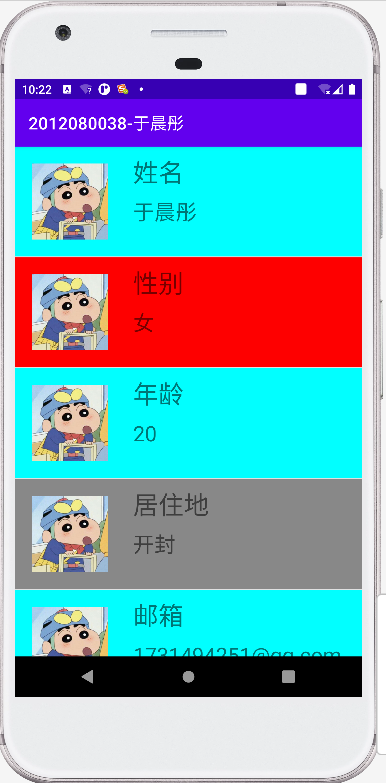 10:22
2012080038-于晨彤
姓名
于晨彤
性别
女
年龄
20
居住地
开封
邮箱
1731494251@qq.com